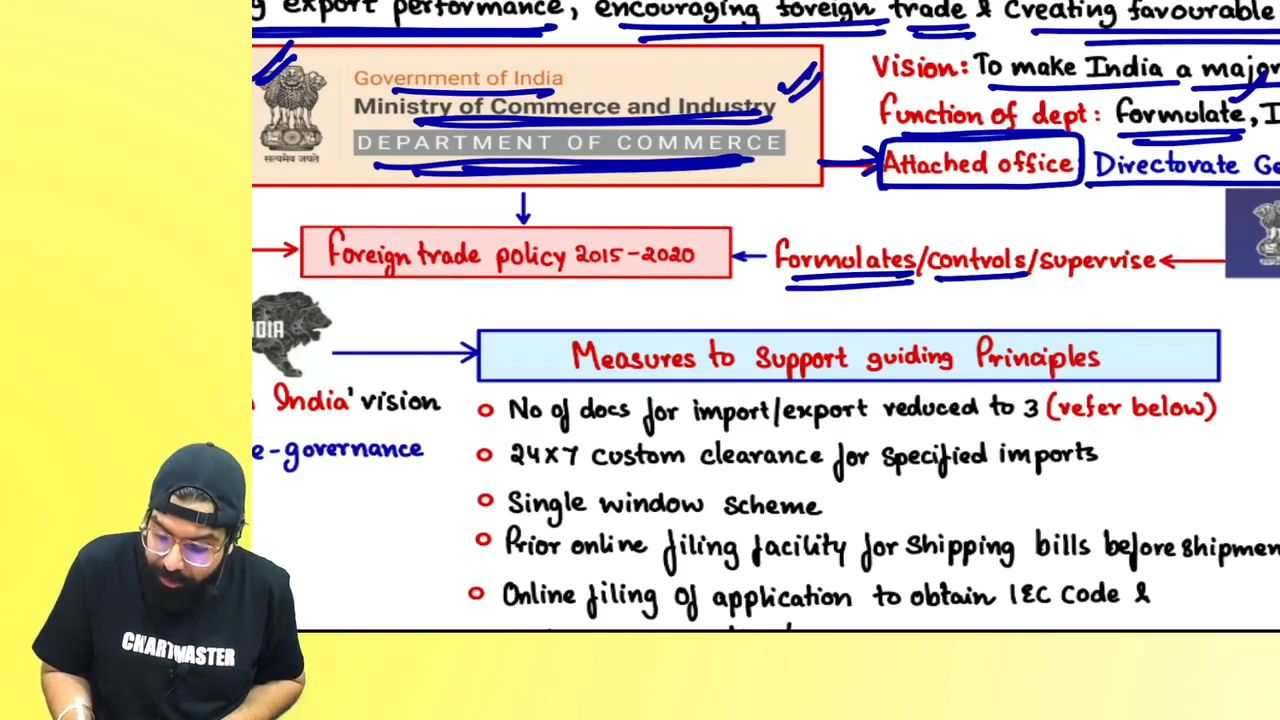 export performance, encouraging foreign trade & Creating favourable
Government of India
Ministry of Commerce and Industry
DEPARTMENT OF COMMERCE
सत्यमेव जयते
Vision: To make India a major
Function of dept: formulate, I
Attached office Directorate Ge
Foreign trade policy 2015-2020
formulates/controls/supervise
INDIA
Measures to Support guiding Principles
India' vision
e-governance
No of docs for import/export reduced to 3 (refer below)
24x7 custom clearance for specified imports
Single window scheme
Prior online filing facility for shipping bills before shipmen
Online filing of application to obtain IEC Code &
CHARTMASTER